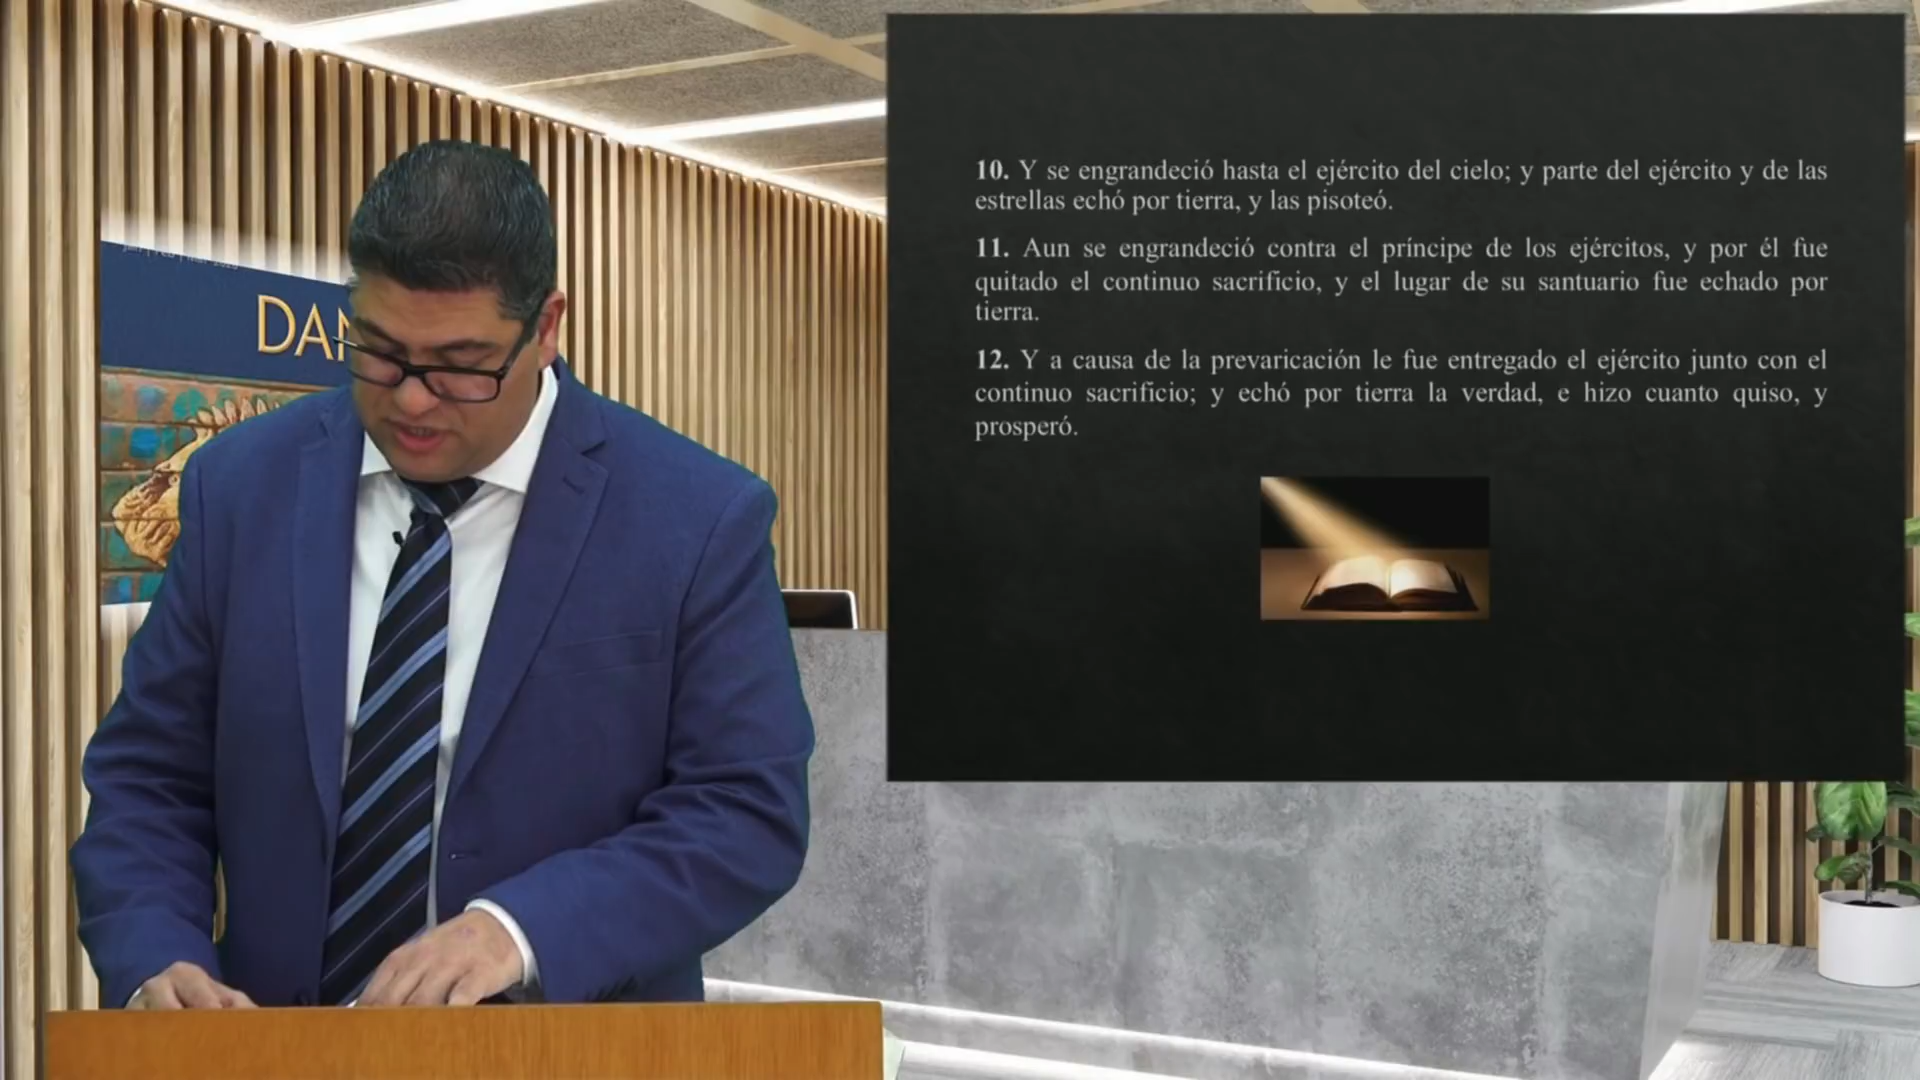 DAN
10. Y se engrandeció hasta el ejército del cielo; y parte del ejército y de las
estrellas echó por tierra, y las pisoteó.
11. Aun se engrandeció contra el príncipe de los ejércitos, y por él fue
quitado el continuo sacrificio, y el lugar de su santuario fue echado por
tierra.
12. Y a causa de la prevaricación le fue entregado el ejército junto con el
continuo sacrificio; y echó por tierra la verdad, e hizo cuanto quiso, y
prosperó.